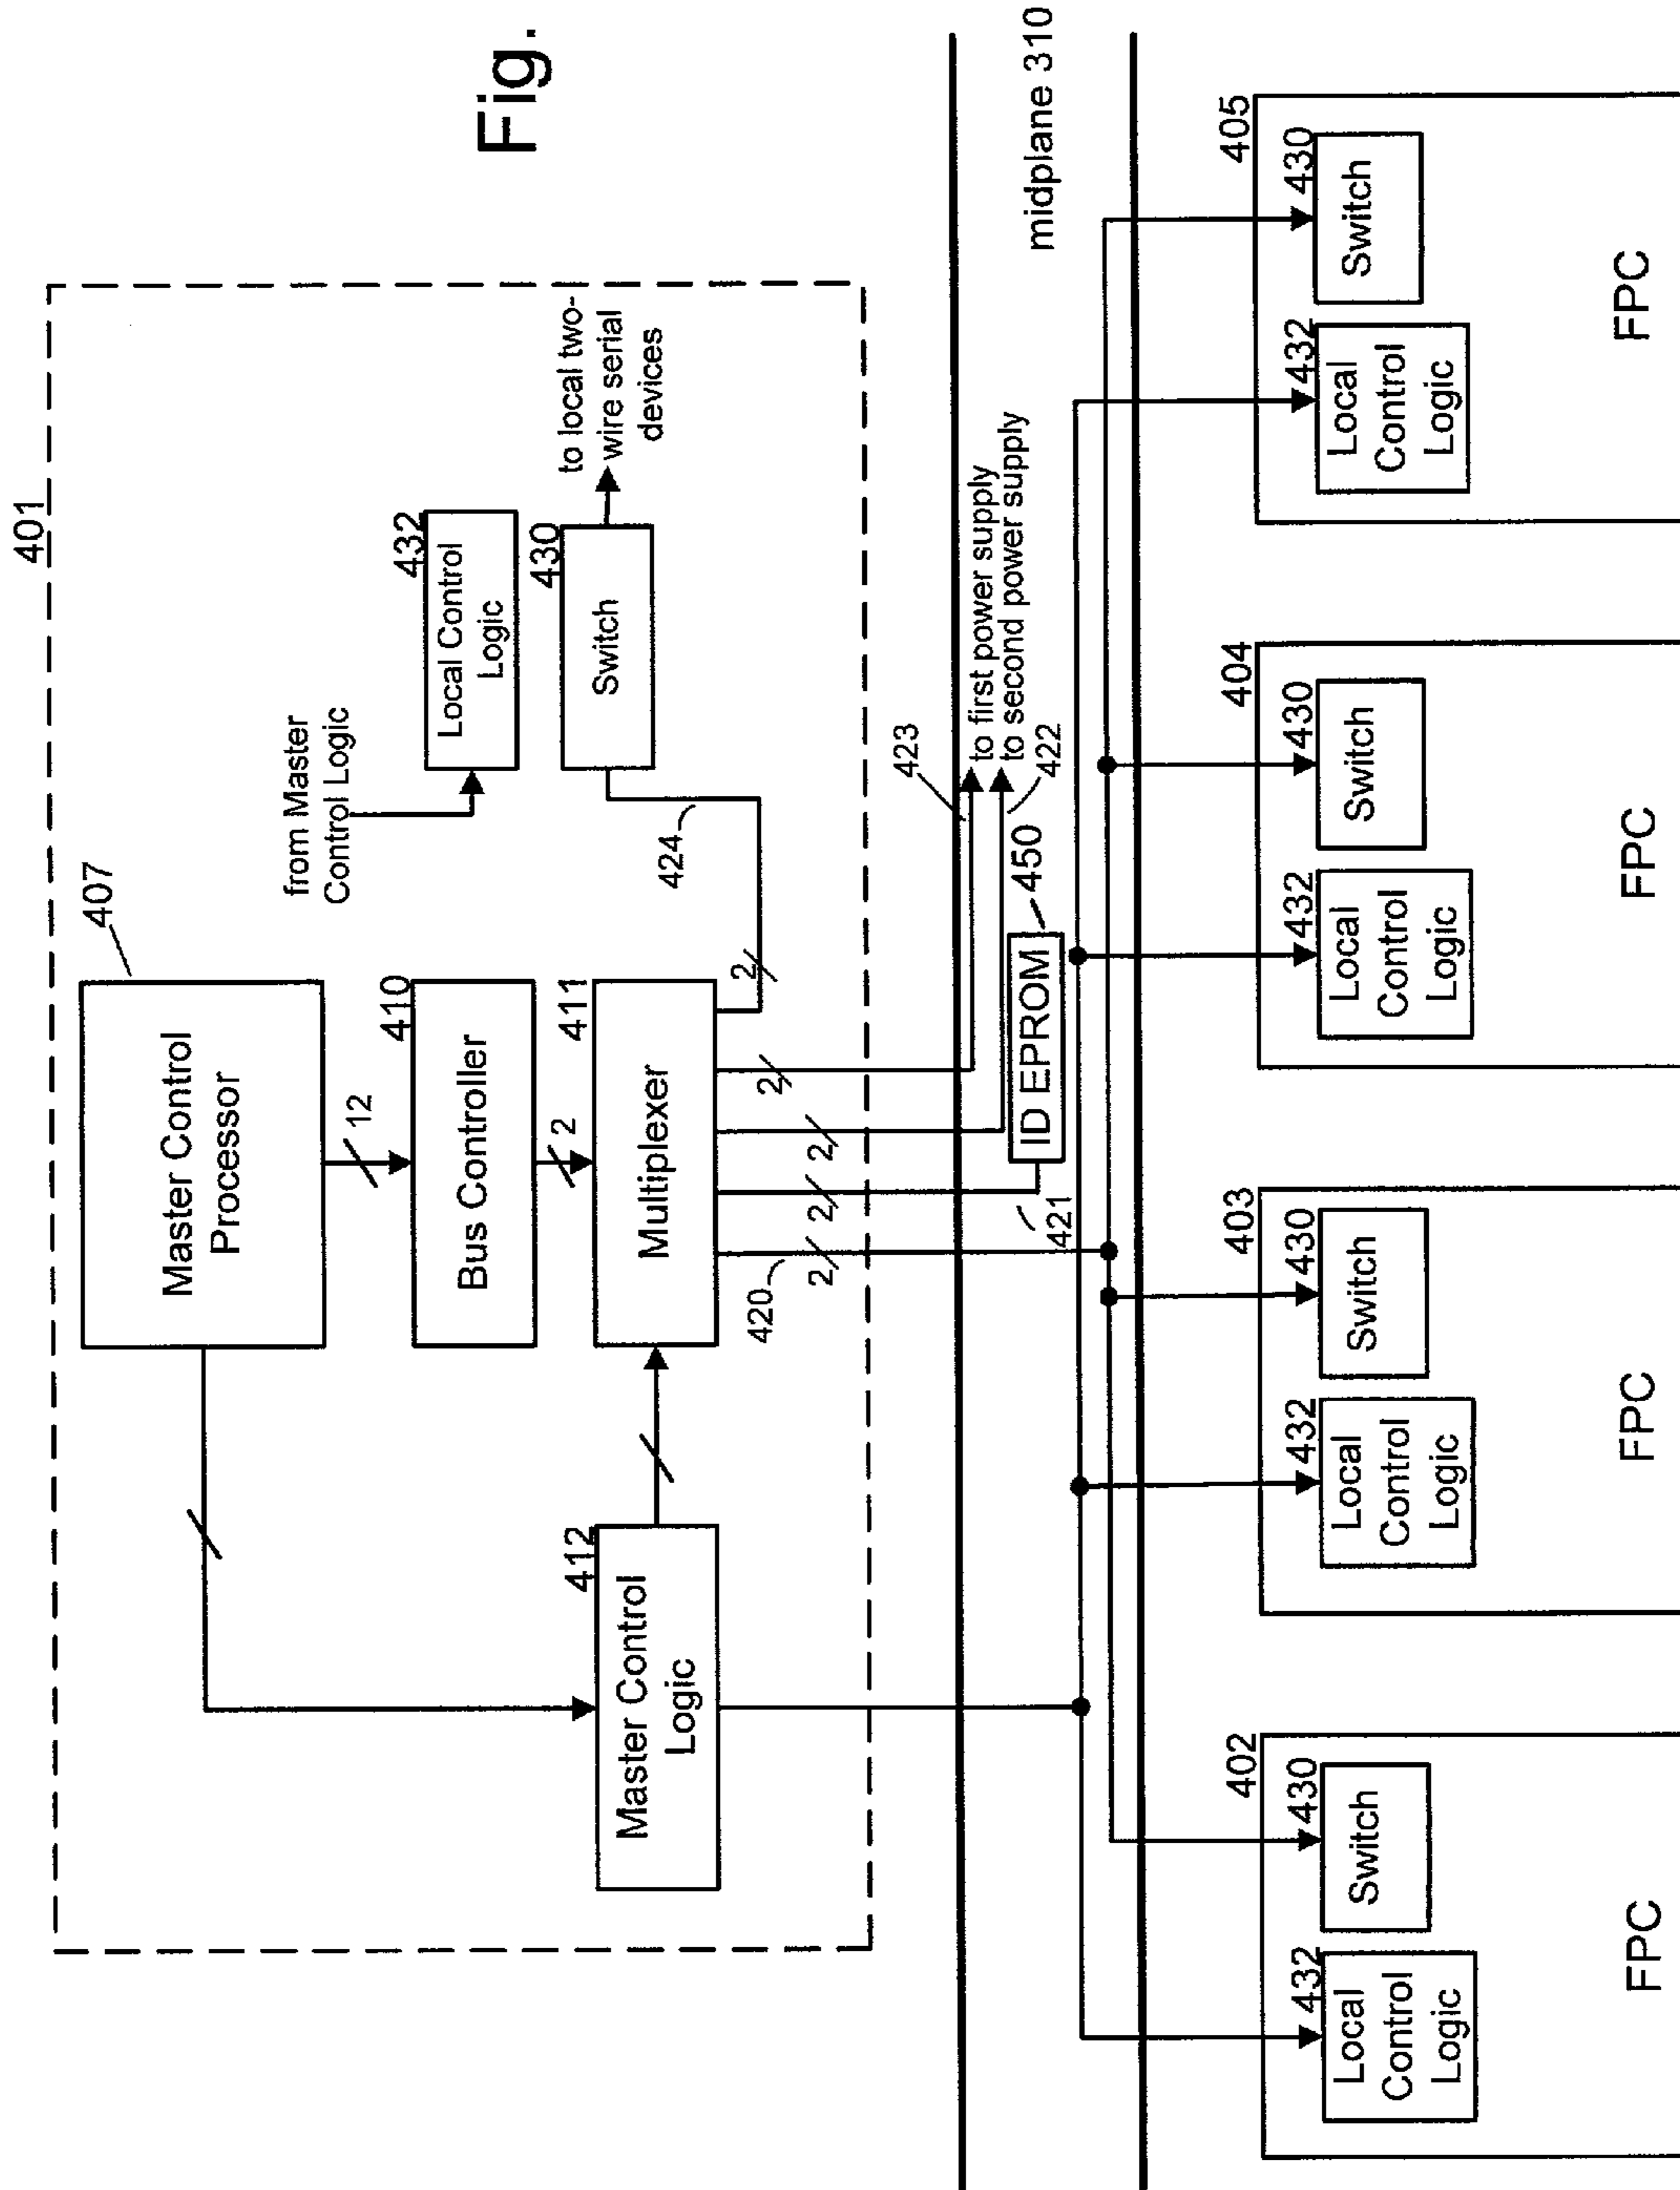 401
Fig.
Master Control
Processor
407
12
Bus Controller
410
2
Multiplexer
411
Master Control
Logic
412
from Master
Control Logic
Local Control
Logic
432
Switch
430
to local two-
wire serial
devices
424
2
2
2
2
2
420
421
423
to first power supply
to second power supply
422
ID EPROM
450
midplane 310
402
432
Local
Control
Logic
430
Switch
FPC
403
432
Local
Control
Logic
430
Switch
FPC
404
432
Local
Control
Logic
430
Switch
FPC
405
432
Local
Control
Logic
430
Switch
FPC